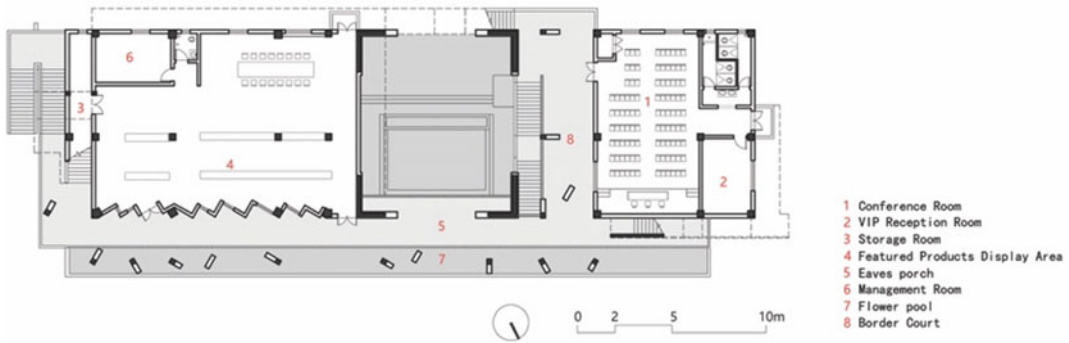 6
3
1
8
4
2
5
7
0 2 5 10m
1 Conference Room
2 VIP Reception Room
3 Storage Room
4 Featured Products Display Area
5 Eaves porch
6 Management Room
7 Flower pool
8 Border Court